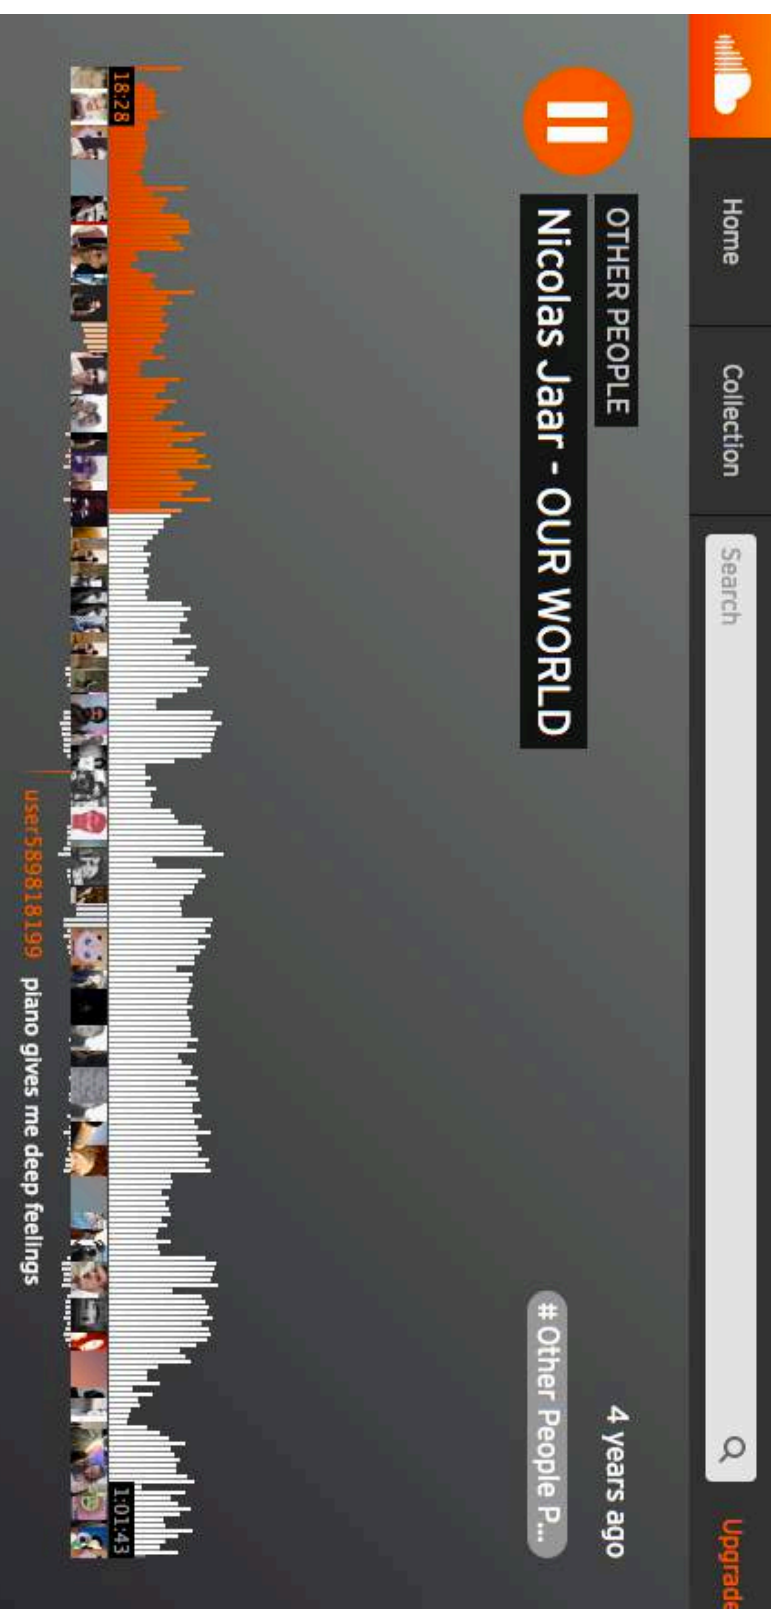 Home
Collection
Search
Upgrade
OTHER PEOPLE
4 years ago
Nicolas Jaar - OUR WORLD
# Other People P...
18:28
1:01:43
user589818199 piano gives me deep feelings